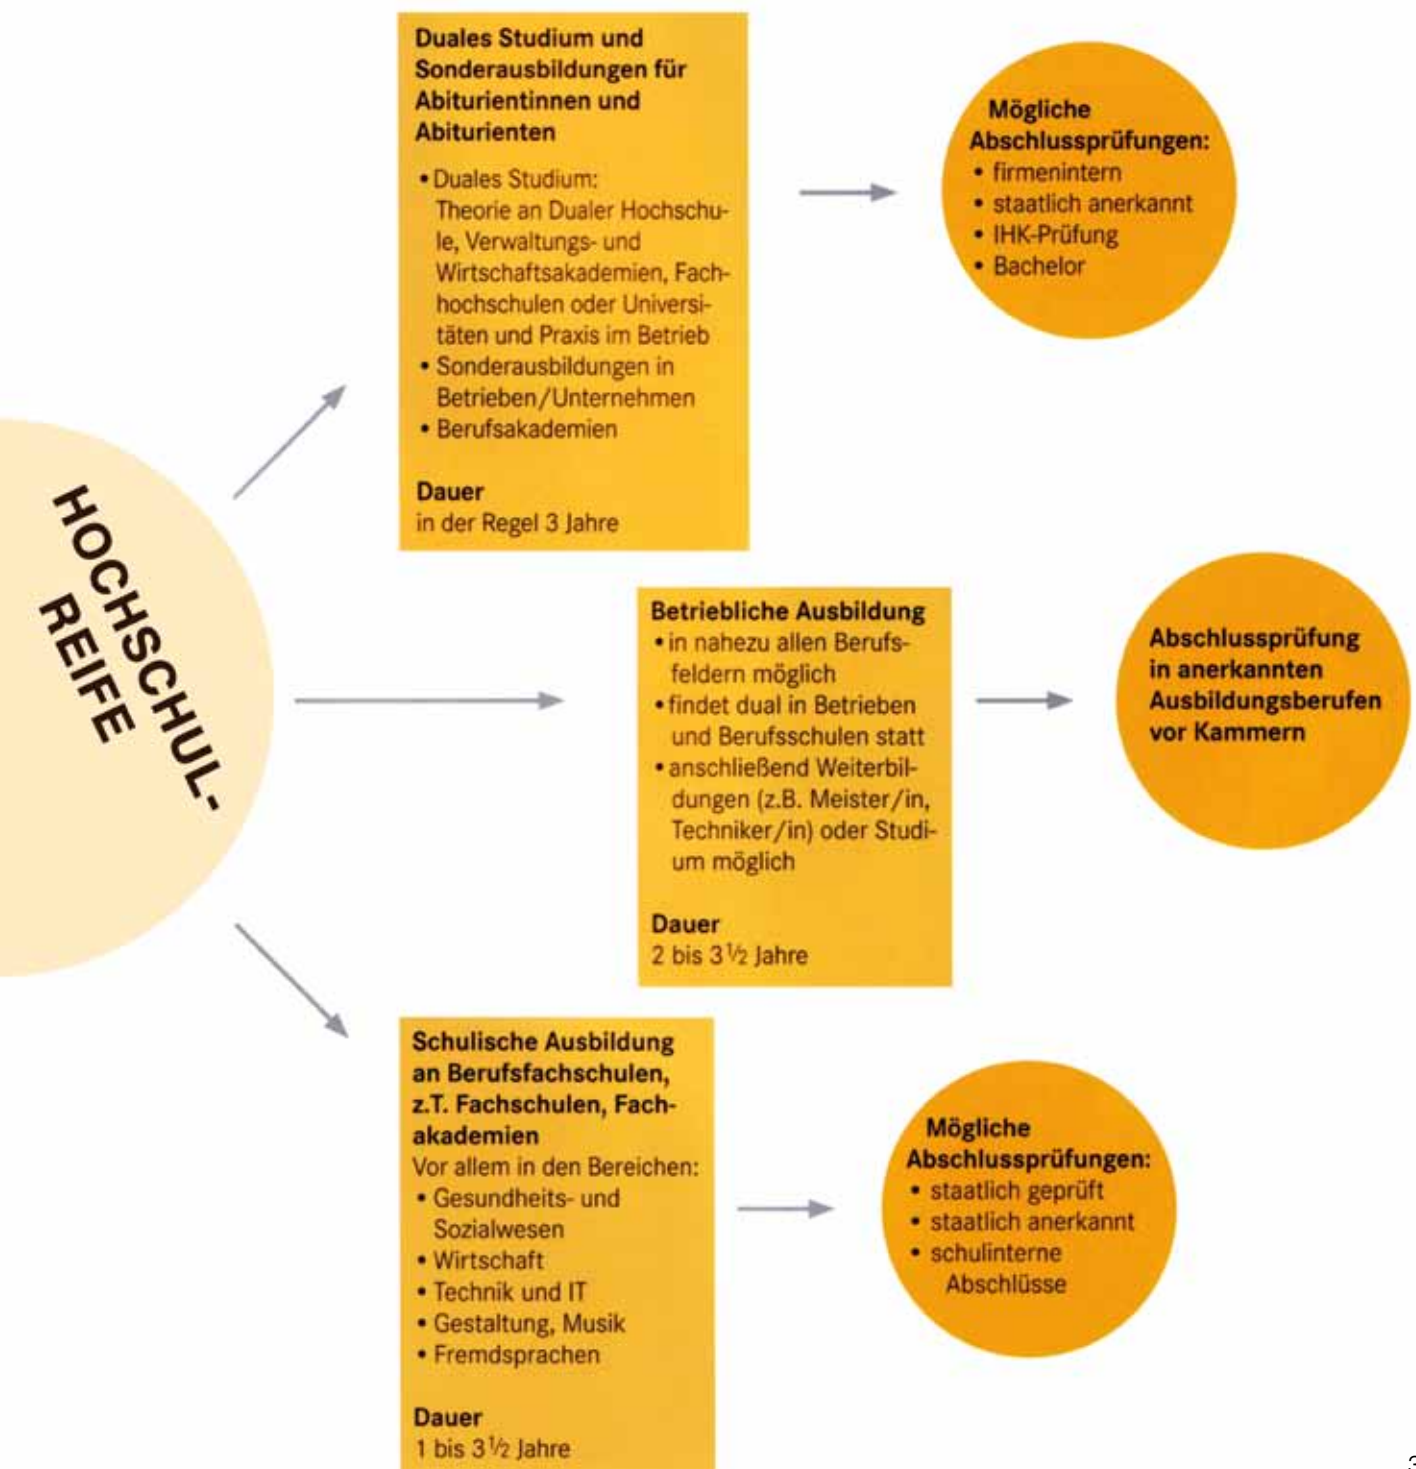 HOCHSCHUL-
REIFE
Duales Studium und
Sonderausbildungen für
Abiturientinnen und
Abiturienten
• Duales Studium:
Theorie an Dualer Hochschu-
le, Verwaltungs- und
Wirtschaftsakademien, Fach-
hochschulen oder Universi-
täten und Praxis im Betrieb
• Sonderausbildungen in
Betrieben/Unternehmen
• Berufsakademien
Dauer
in der Regel 3 Jahre
Mögliche
Abschlussprüfungen:
• firmenintern
• staatlich anerkannt
• IHK-Prüfung
• Bachelor
Betriebliche Ausbildung
• in nahezu allen Berufs-
feldern möglich
• findet dual in Betrieben
und Berufsschulen statt
• anschließend Weiterbil-
dungen (z.B. Meister/in,
Techniker/in) oder Studi-
um möglich
Dauer
2 bis 3 1/2 Jahre
Abschlussprüfung
in anerkannten
Ausbildungsberufen
vor Kammern
Schulische Ausbildung
an Berufsfachschulen,
z.T. Fachschulen, Fach-
akademien
Vor allem in den Bereichen:
• Gesundheits- und
Sozialwesen
• Wirtschaft
• Technik und IT
• Gestaltung, Musik
• Fremdsprachen
Dauer
1 bis 3 1/2 Jahre
Mögliche
Abschlussprüfungen:
• staatlich geprüft
• staatlich anerkannt
• schulinterne
Abschlüsse